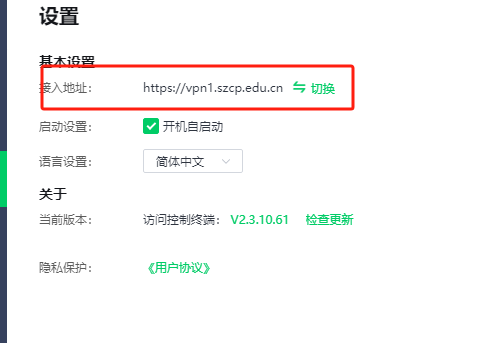 设置
基本设置
接入地址: https://vpn1.szcp.edu.cn 切换
启动设置: 开机自启动
语言设置: 简体中文
关于
当前版本: 访问控制终端: V2.3.10.61 检查更新
隐私保护: 《用户协议》